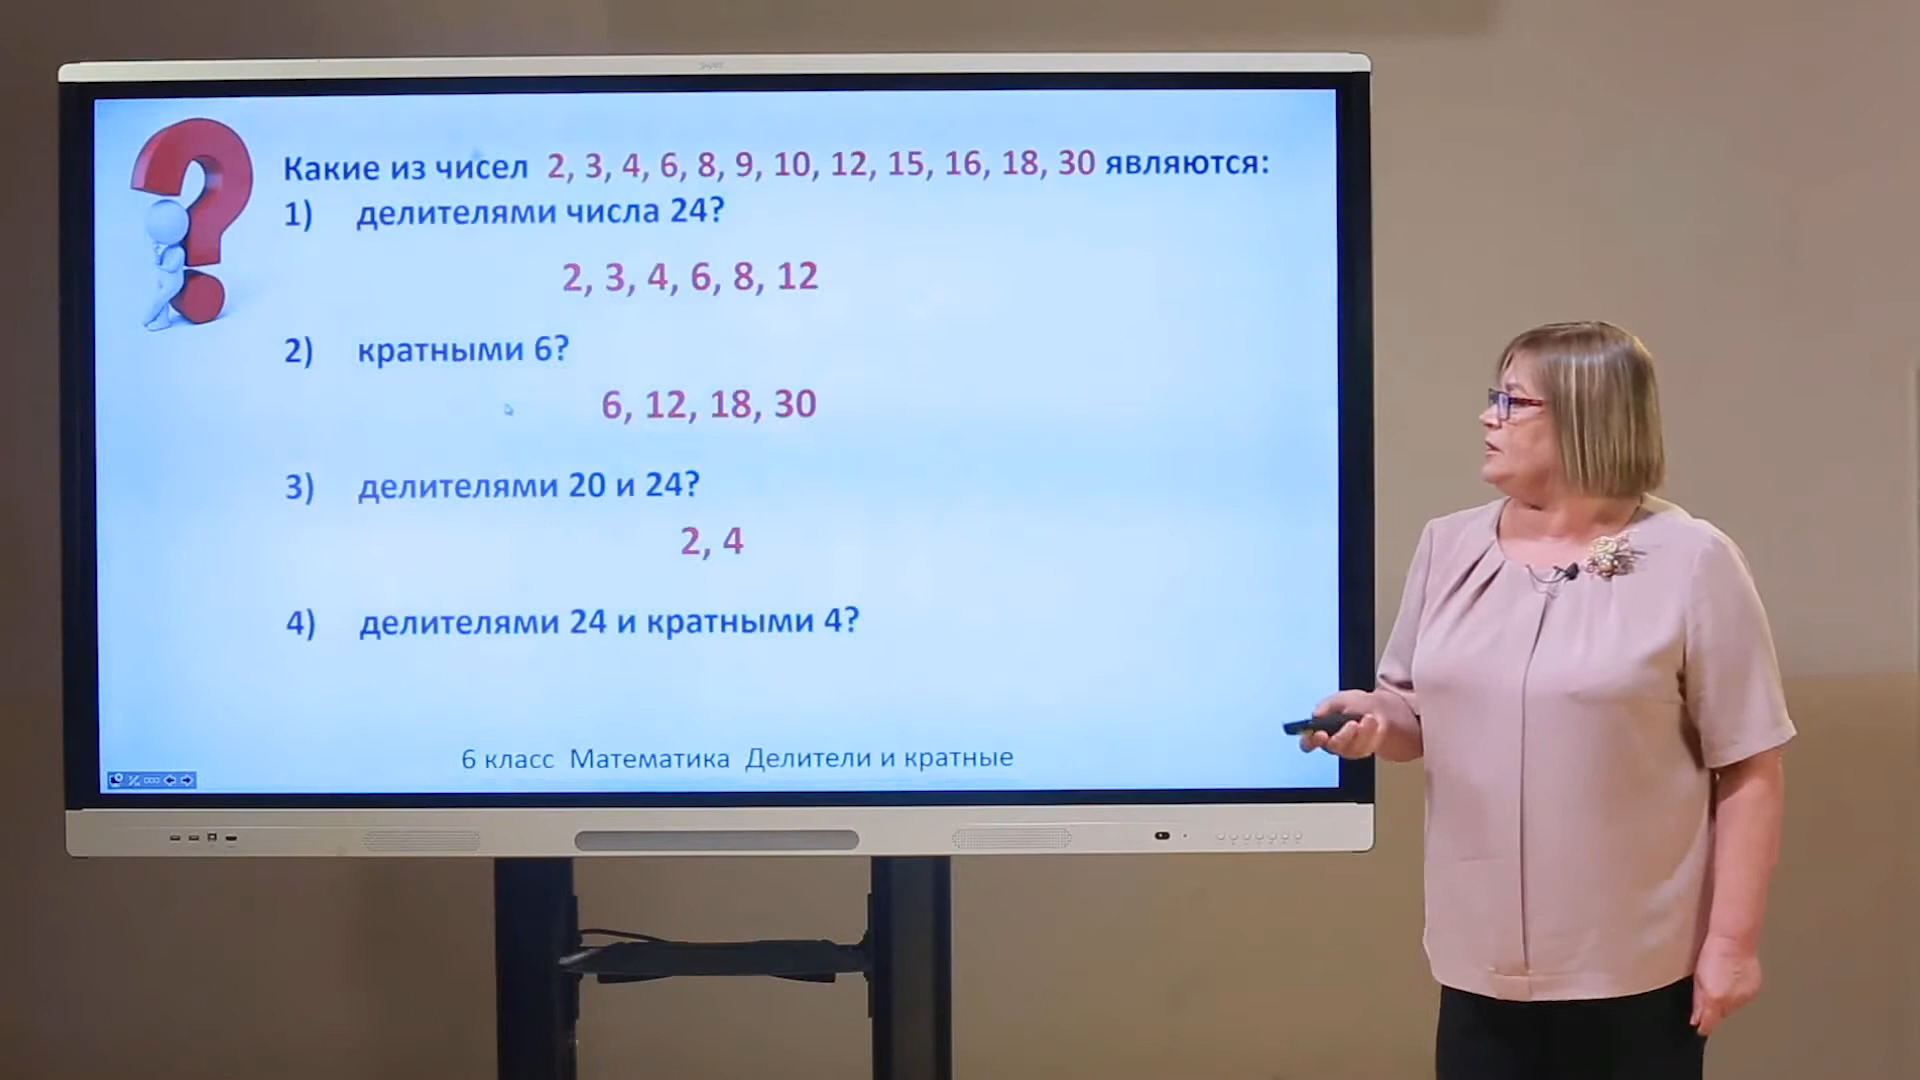 Какие из чисел 2, 3, 4, 6, 8, 9, 10, 12, 15, 16, 18, 30 являются:
1) делителями числа 24?
2, 3, 4, 6, 8, 12
2) кратными 6?
6, 12, 18, 30
3) делителями 20 и 24?
2, 4
4) делителями 24 и кратными 4?
6 класс Математика Делители и кратные